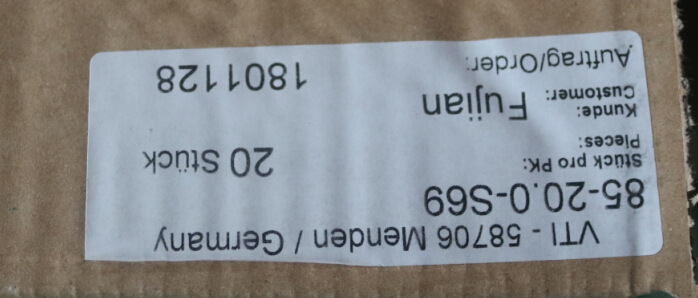 VTI - 58706 Menden / Germany
85-20.0-S69
Stück pro PK:
Pieces: 20 Stück
Kunde:
Customer: Fujian
Auftrag/Order: 1801128